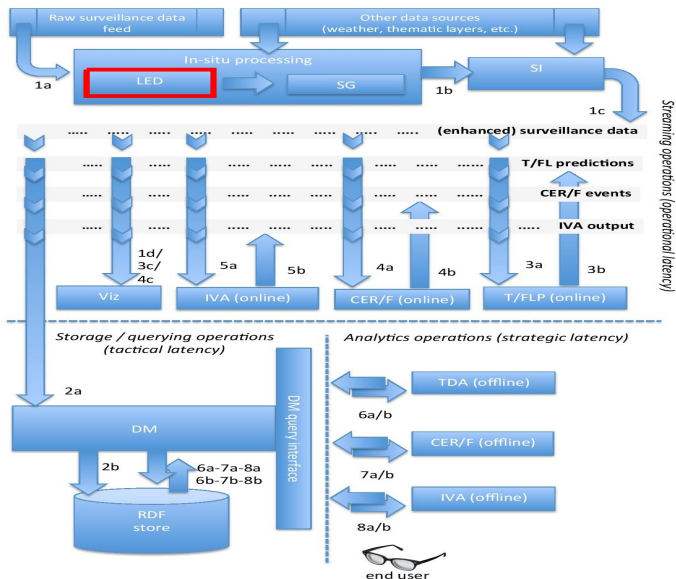 Raw surveillance data
feed
Other data sources
(weather, thematic layers, etc.)
In-situ processing
LED
SG
SI
1a
1b
1c
Streaming operations (operational latency)
(enhanced) surveillance data
T/FL predictions
CER/F events
IVA output
1d/
3c/
4c
5a
5b
4a
4b
3a
3b
Viz
IVA (online)
CER/F (online)
T/FLP (online)
Storage / querying operations
(tactical latency)
Analytics operations (strategic latency)
2a
DM
DM query interface
2b
6a-7a-8a
6b-7b-8b
RDF
store
TDA (offline)
6a/b
CER/F (offline)
7a/b
IVA (offline)
8a/b
end user